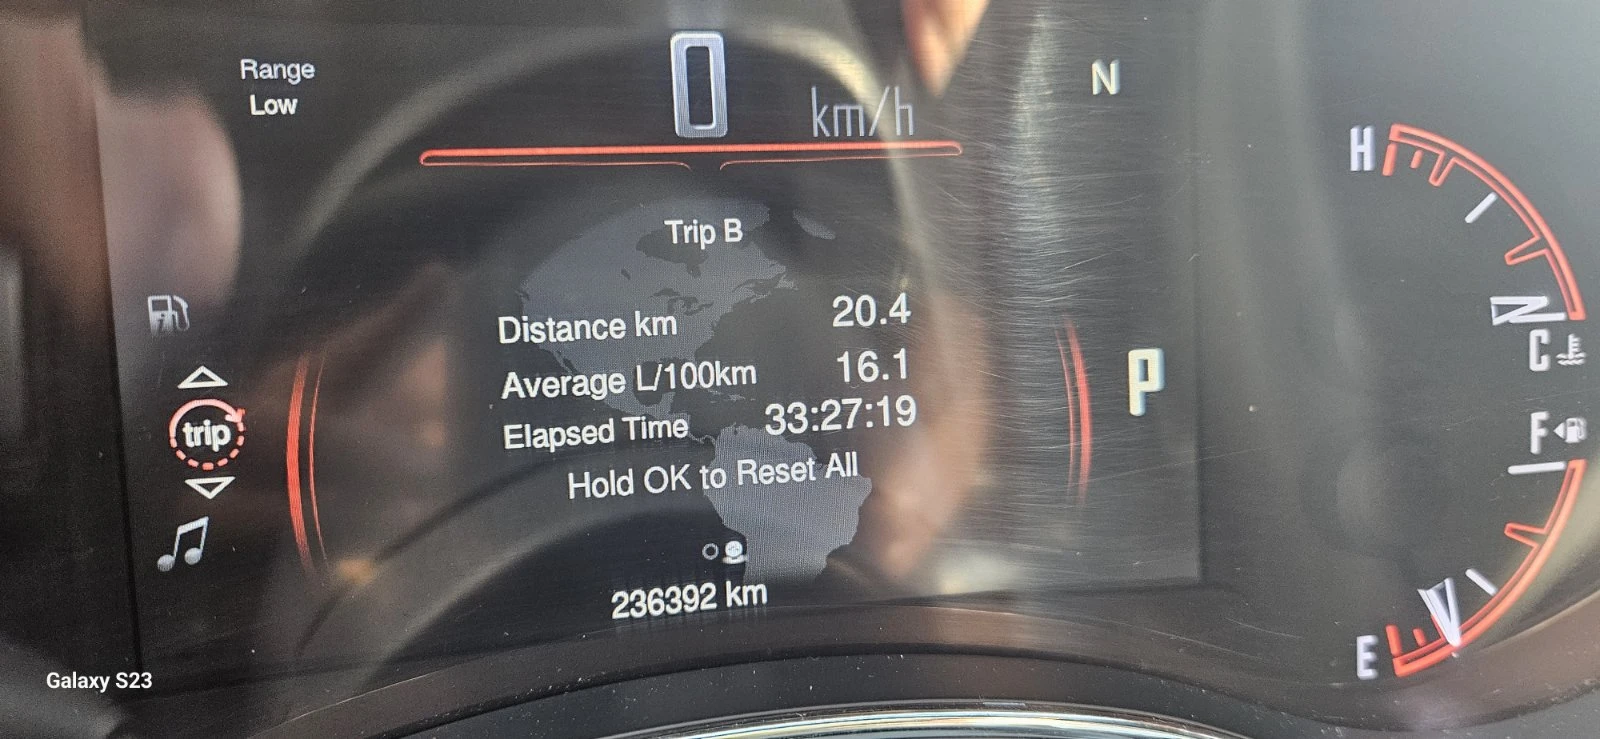 Range
Low
0 km/h
N
Trip B
Distance km 20.4
Average L/100km 16.1
Elapsed Time 33:27:19
Hold OK to Reset All
236392 km
trip
P
H
C
F
E
Galaxy S23